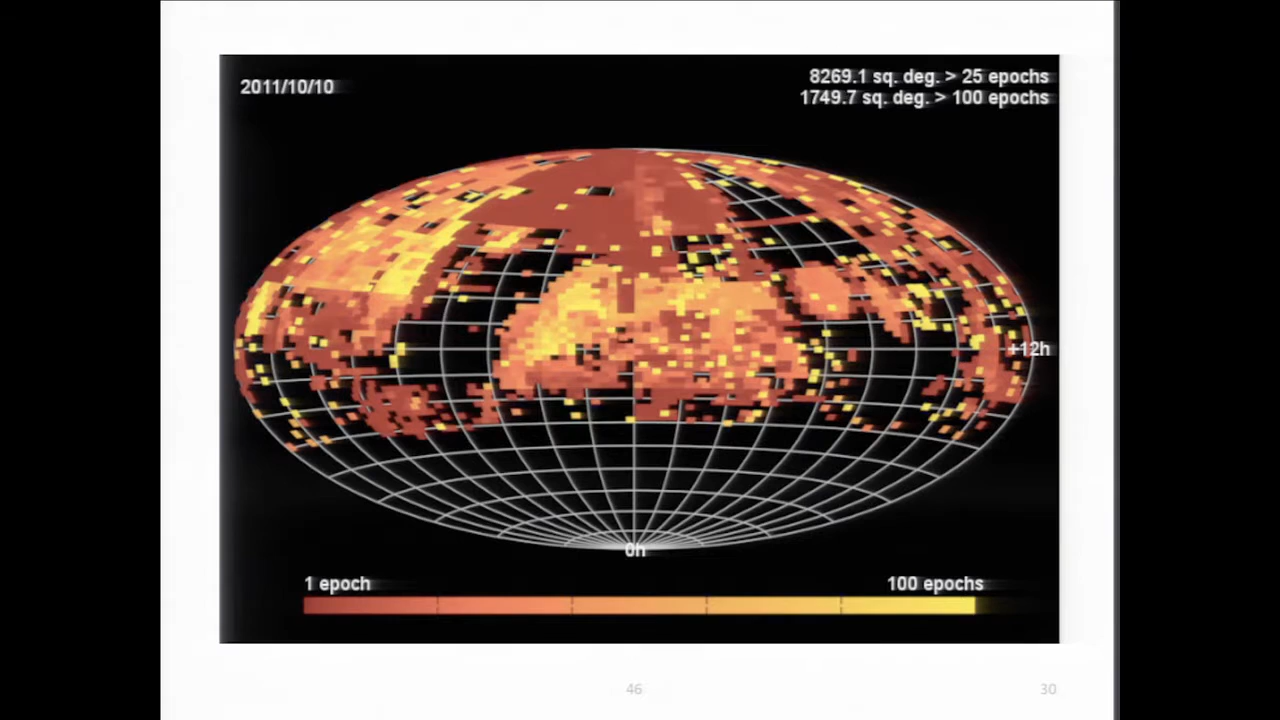 2011/10/10
8269.1 sq. deg. > 25 epochs
1749.7 sq. deg. > 100 epochs
+12h
0h
1 epoch
100 epochs
46
30